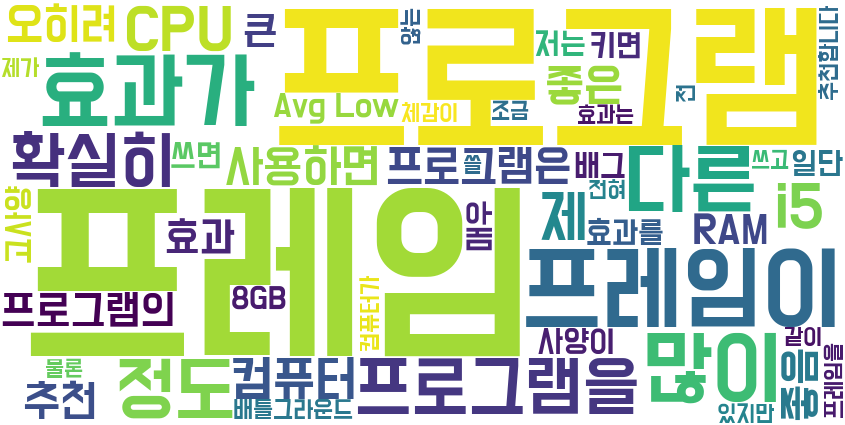 오히려
CPU
큰
프로그램
않는
저는
키면
추천합니다
제가
효과가
Avg Low
체감이
조금
좋은
전
효과는
확실히
쓰면
사용하면
프로그램은
쓸
배그
다른
쓰고
일단
고사양
효과
아
봄
제
전혀
효과를
RAM
i5
프레임
프레임이
프로그램의
8GB
컴퓨터가
사양이
같이
물론
추천
정도
컴퓨터
배틀그라운드
프로그램을
많이
있지만
프레임을